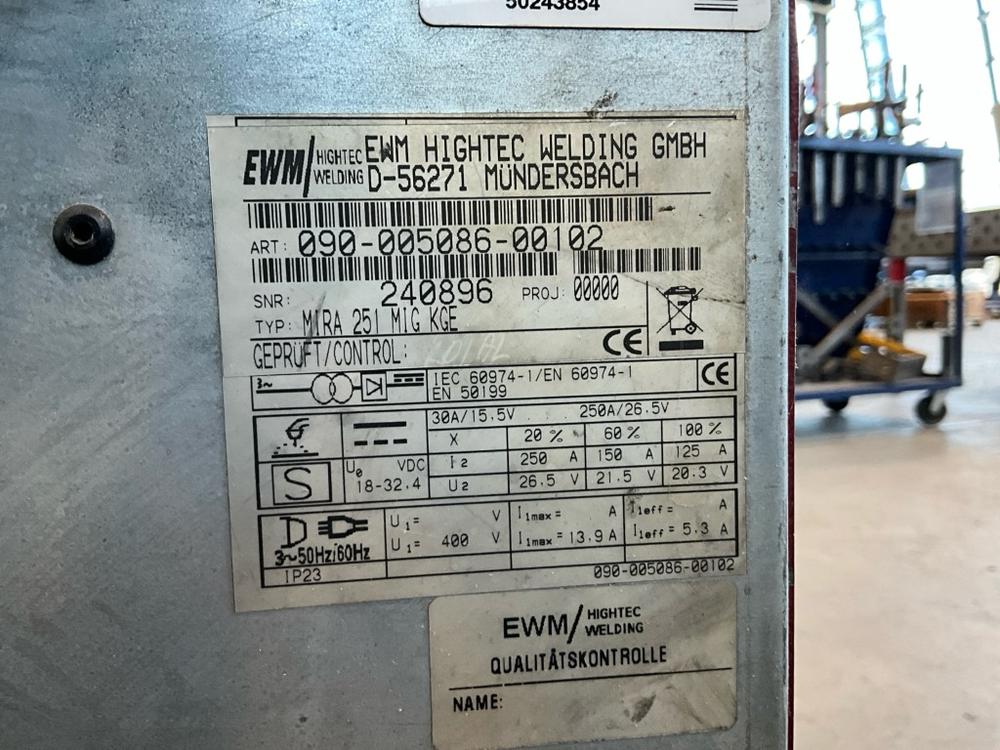 50243854
EWM/ HIGHTEC WELDING EWM HIGHTEC WELDING GMBH
D-56271 MÜNDERSBACH
ART: 090-005086-00102
SNR: 240896 PROJ: 00000
TYP: MIRA 251 MIG KGE
GEPRÜFT/CONTROL:
CE
3~ IEC 60974-1/EN 60974-1 CE
EN 50199
30A/15.5V ... 250A/26.5V
X 20 % 60 % 100 %
U0 VDC I2 250 A 150 A 125 A
S 18-32.4 U2 26.5 V 21.5 V 20.3 V
U1= V I1max= A I1eff= A
3~50Hz/60Hz U1= 400 V I1max= 13.9 A I1eff= 5.3 A
IP23 090-005086-00102
EWM/ HIGHTEC WELDING
QUALITÄTSKONTROLLE
NAME: